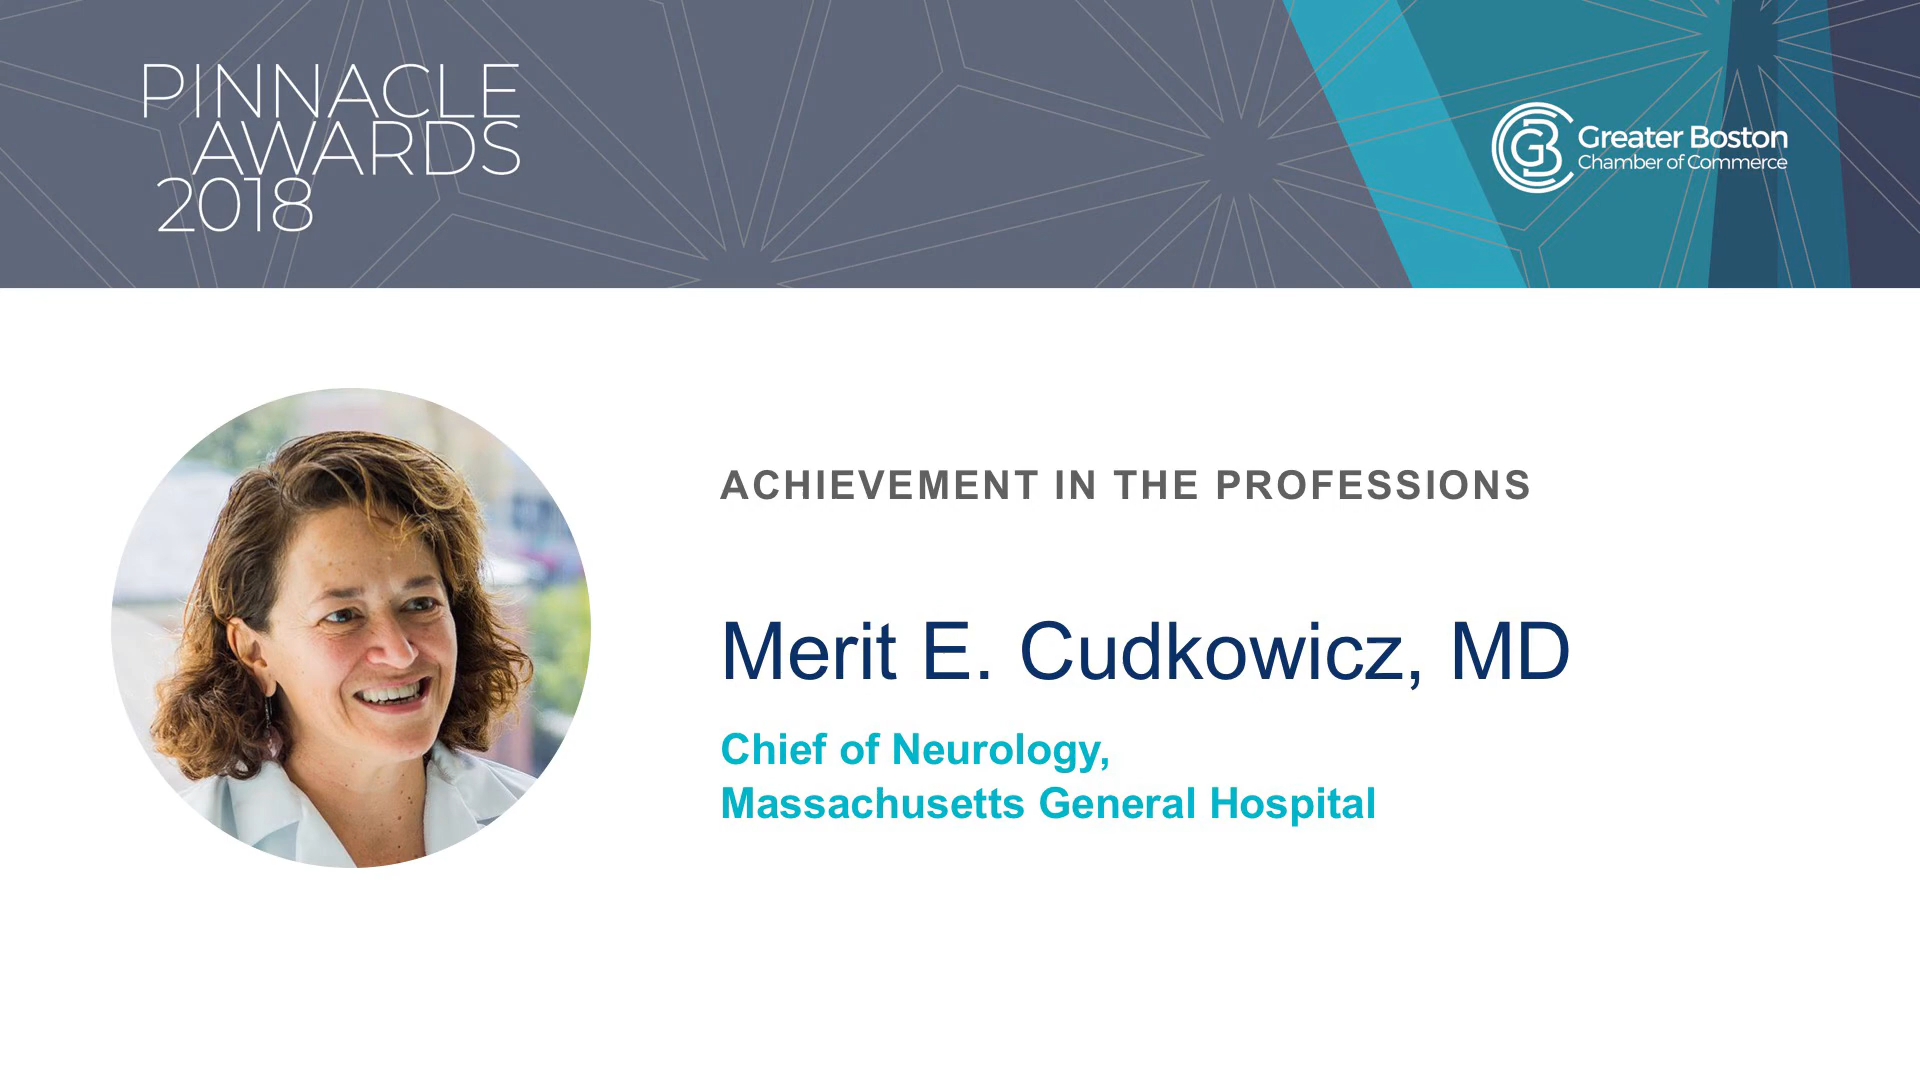 PINNACLE
AWARDS
2018
GCB
Greater Boston
Chamber of Commerce
ACHIEVEMENT IN THE PROFESSIONS
Merit E. Cudkowicz, MD
Chief of Neurology,
Massachusetts General Hospital